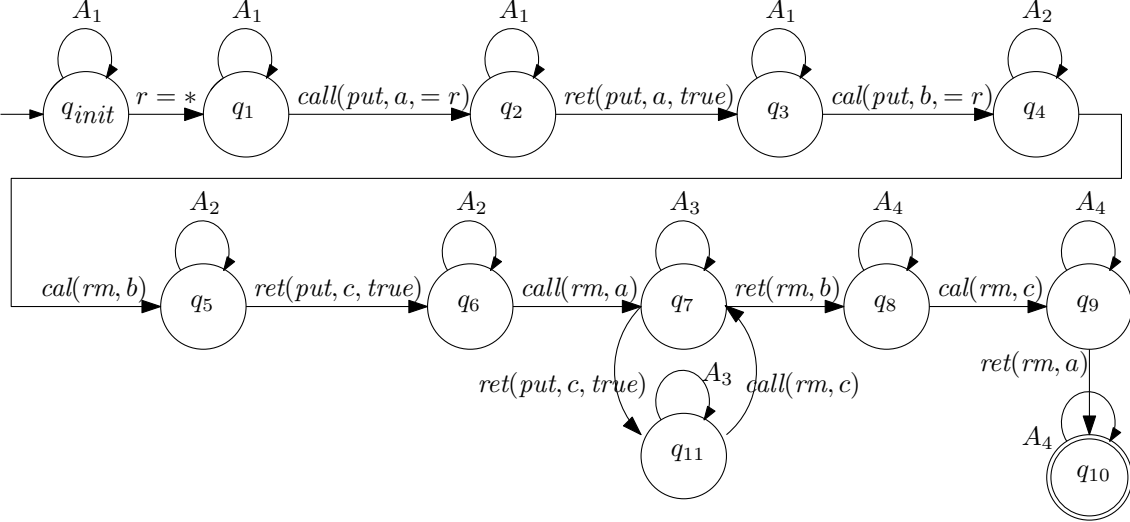 A₁ A₁ A₁ A₁ A₂
q_init r = * q₁ call(put, a, = r) q₂ ret(put, a, true) q₃ cal(put, b, = r) q₄
A₂ A₂ A₃ A₄ A₄
cal(rm, b) q₅ ret(put, c, true) q₆ call(rm, a) q₇ ret(rm, b) q₈ cal(rm, c) q₉
ret(rm, a)
ret(put, c, true) A₃ call(rm, c)
A₄
q₁₁ q₁₀